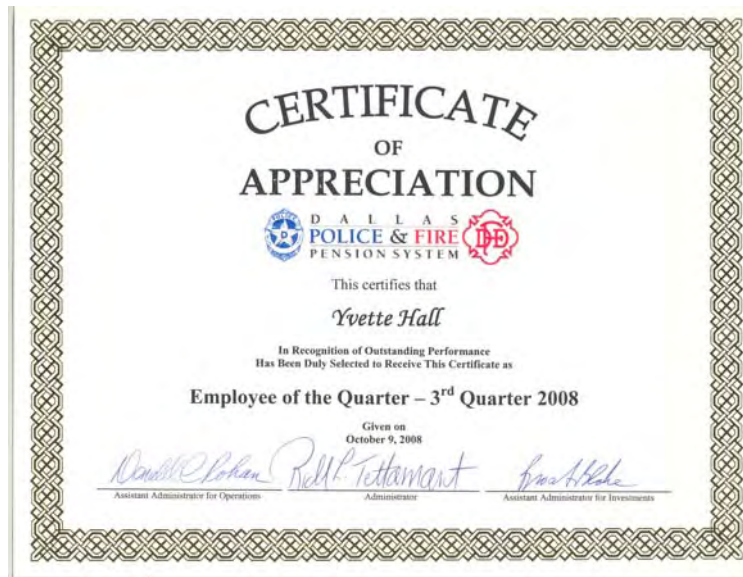 CERTIFICATE
OF
APPRECIATION
DALLAS
POLICE & FIRE
PENSION SYSTEM
This certifies that
Yvette Hall
In Recognition of Outstanding Performance
Has Been Duly Selected to Receive This Certificate as
Employee of the Quarter – 3rd Quarter 2008
Given on
October 9, 2008
Assistant Administrator for Operations
Administrator
Assistant Administrator for Investments